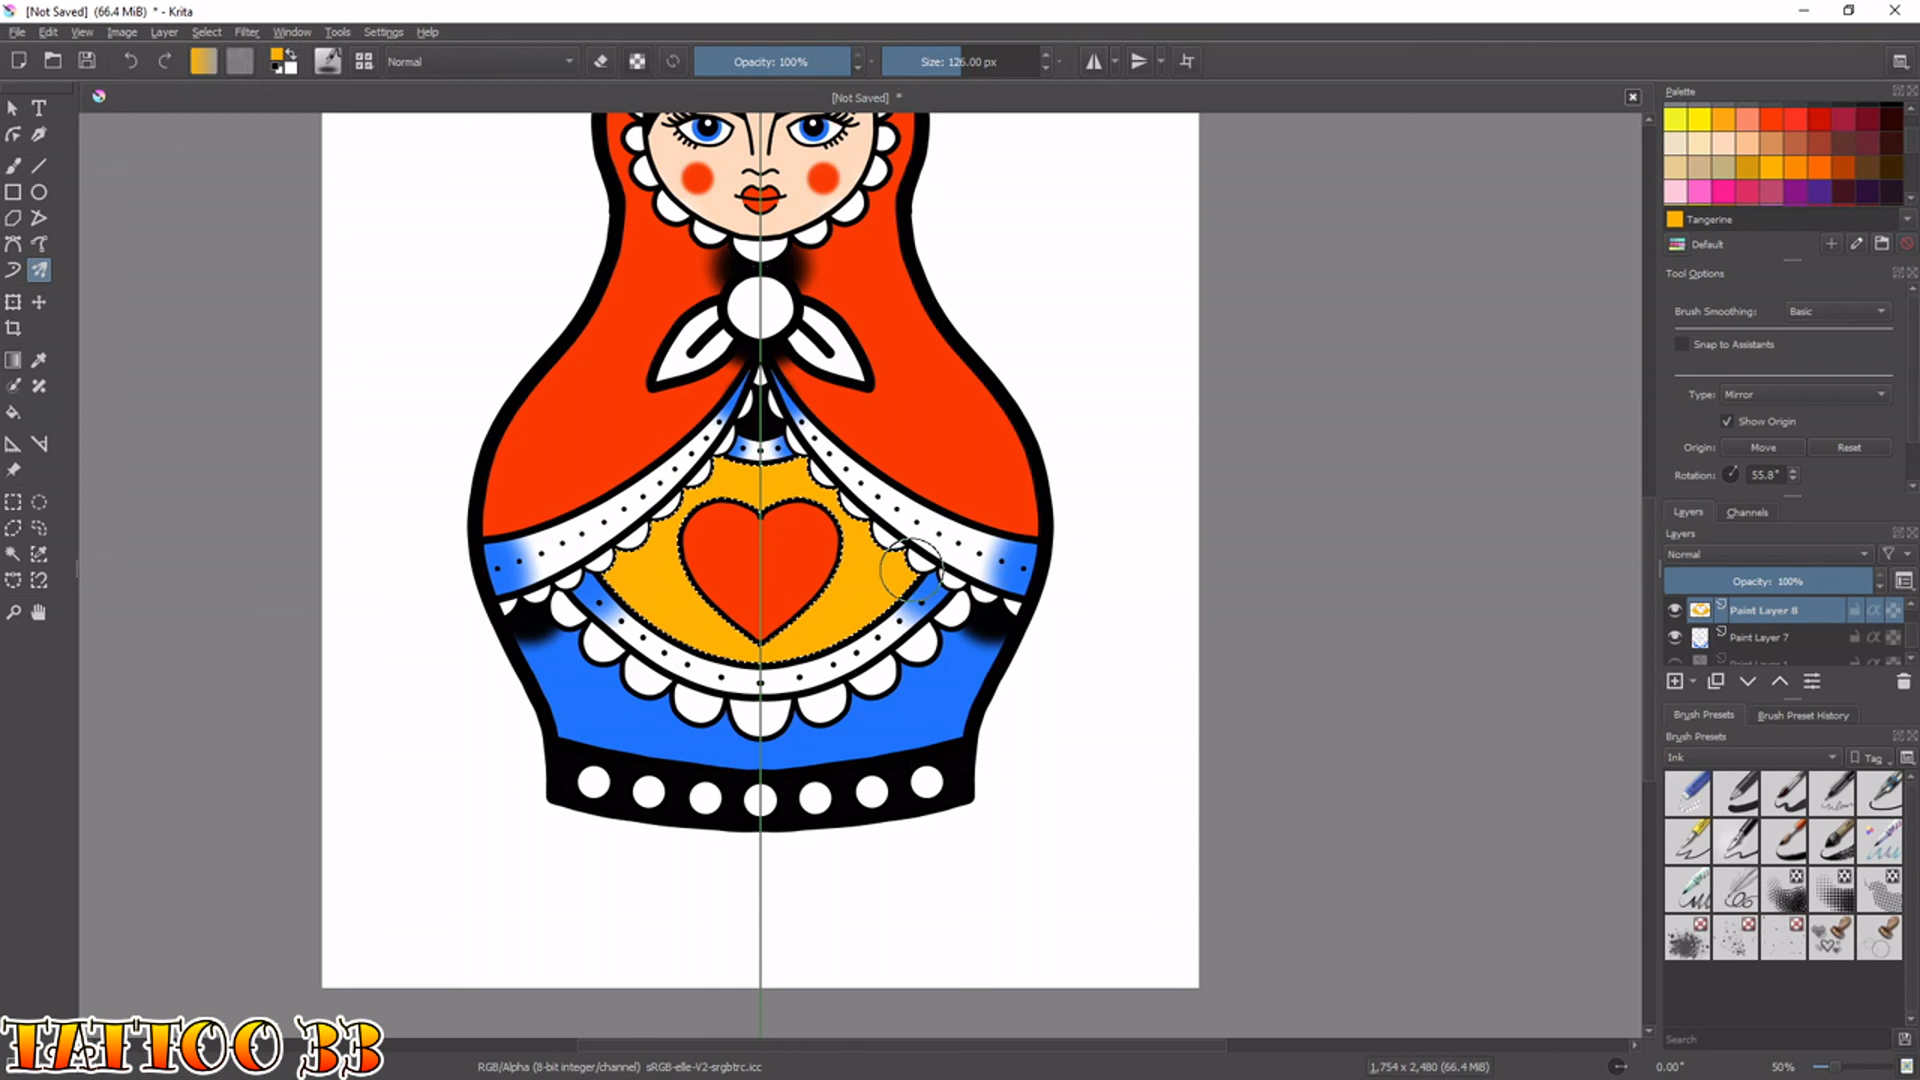 [Not Saved] (66.4 MiB) * - Krita
File Edit View Image Layer Select Filter Window Tools Settings Help
Normal
Opacity: 100%
Size: 126.00 px
[Not Saved] *
Palette
Tangerine
Default
Tool Options
Brush Smoothing: Basic
Snap to Assistants
Type: Mirror
Show Origin
Origin: Move Reset
Rotation: 55.8°
Layers Channels
Layers
Normal
Opacity: 100%
Paint Layer 8
Paint Layer 7
Paint Layer 1
Brush Presets Brush Preset History
Brush Presets
Ink
Tag
Search
TATTOO BB
RGB/Alpha (8-bit integer/channel) sRGB-elle-V2-srgbtrc.icc
1,754 x 2,480 (66.4 MiB)
0.00°
50%